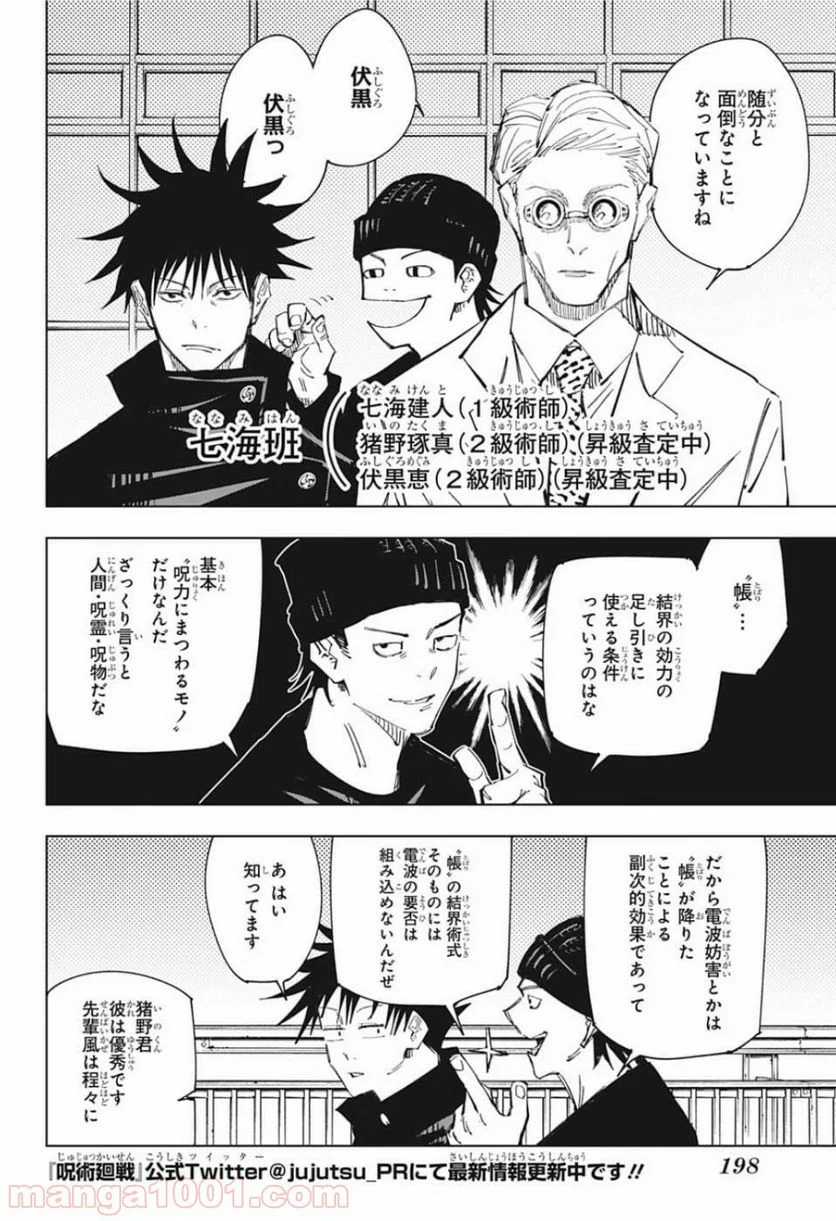 随分と
面倒なことに
なっていますね
伏黒
伏黒っ
七海班
七海建人(1級術師)
猪野琢真(2級術師)(昇級査定中)
伏黒恵(2級術師)(昇級査定中)
〝帳〟…
結界の効力の
足し引きに
使える条件
っていうのはな
基本
〝呪力にまつわるモノ〟
だけなんだ
ざっくり言うと
人間・呪霊・呪物だな
だから電波妨害とかは
〝帳〟が降りた
ことによる
副次的効果であって
〝帳〟の結界術式
そのものには
電波の要否は
組み込めないんだぜ
あ はい
知ってます
猪野君
彼は優秀です
先輩風は程々に
『呪術廻戦』公式Twitter@jujutsu_PRにて最新情報更新中です!!
198
manga1001.com